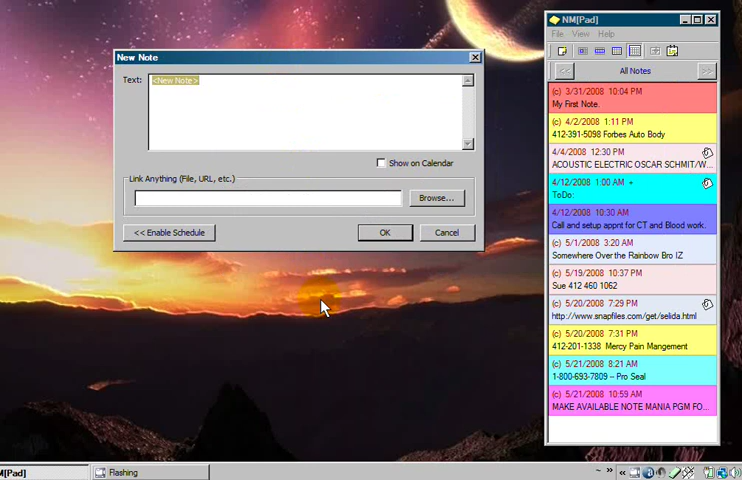 NM[Pad]
File View Help
New Note
Text:
<New Note>
Show on Calendar
Link Anything (File, URL, etc.)
Browse...
<< Enable Schedule
OK
Cancel
<<
All Notes
>>
(c) 3/31/2008 10:04 PM
My First Note.
(c) 4/2/2008 1:11 PM
412-391-5098 Forbes Auto Body
4/4/2008 12:30 PM
ACOUSTIC ELECTRIC OSCAR SCHMIT/W...
4/12/2008 1:00 AM +
ToDo:
4/12/2008 10:30 AM
Call and setup apprt for CT and Blood work.
(c) 5/1/2008 3:20 AM
Somewhere Over the Rainbow Bro IZ
(c) 5/19/2008 10:37 PM
Sue 412 460 1062
(c) 5/20/2008 7:29 PM
http://www.snapfiles.com/get/selida.html
(c) 5/20/2008 7:31 PM
412-201-1338 Mercy Pain Mangement
(c) 5/21/2008 8:21 AM
1-800-693-7809 -- Pro Seal
(c) 5/21/2008 10:59 AM
MAKE AVAILABLE NOTE MANIA PGM FO...
M[Pad]
Flashing
~ » «